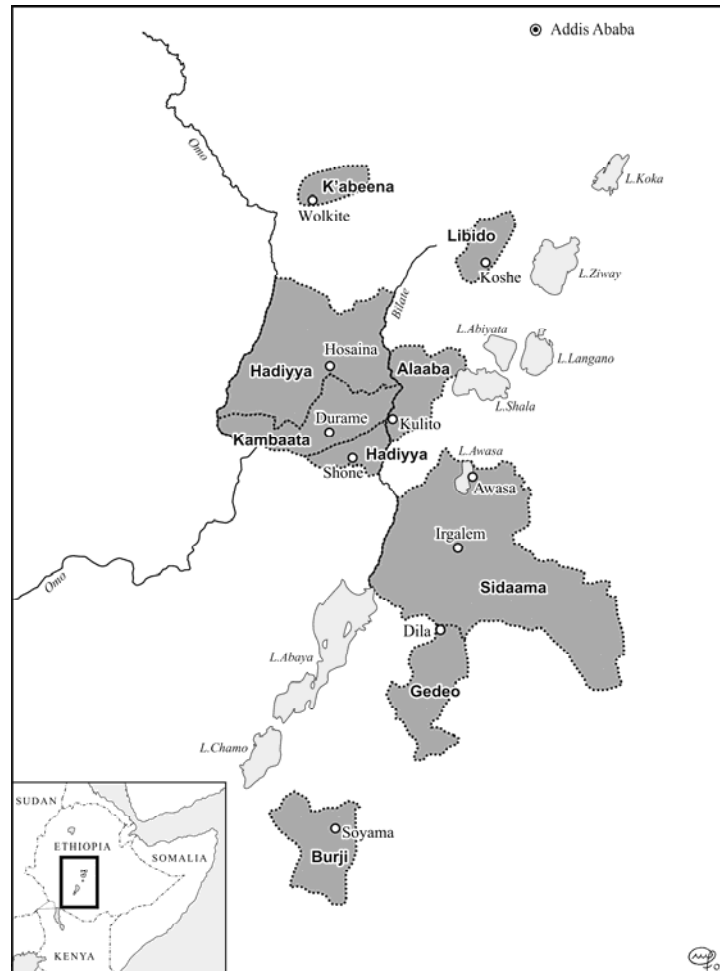 Addis Ababa
Omo
K'abeena
Wolkite
L.Koka
Libido
Koshe
L.Ziway
Bilate
L.Abiyata
L.Langano
Hosaina
Hadiyya
Alaaba
L.Shala
Durame
Kulito
Kambaata
Shone
Hadiyya
L.Awasa
Awasa
Irgalem
Omo
Sidaama
Dila
L.Abaya
Gedeo
L.Chamo
SUDAN
ETHIOPIA
SOMALIA
KENYA
Soyama
Burji